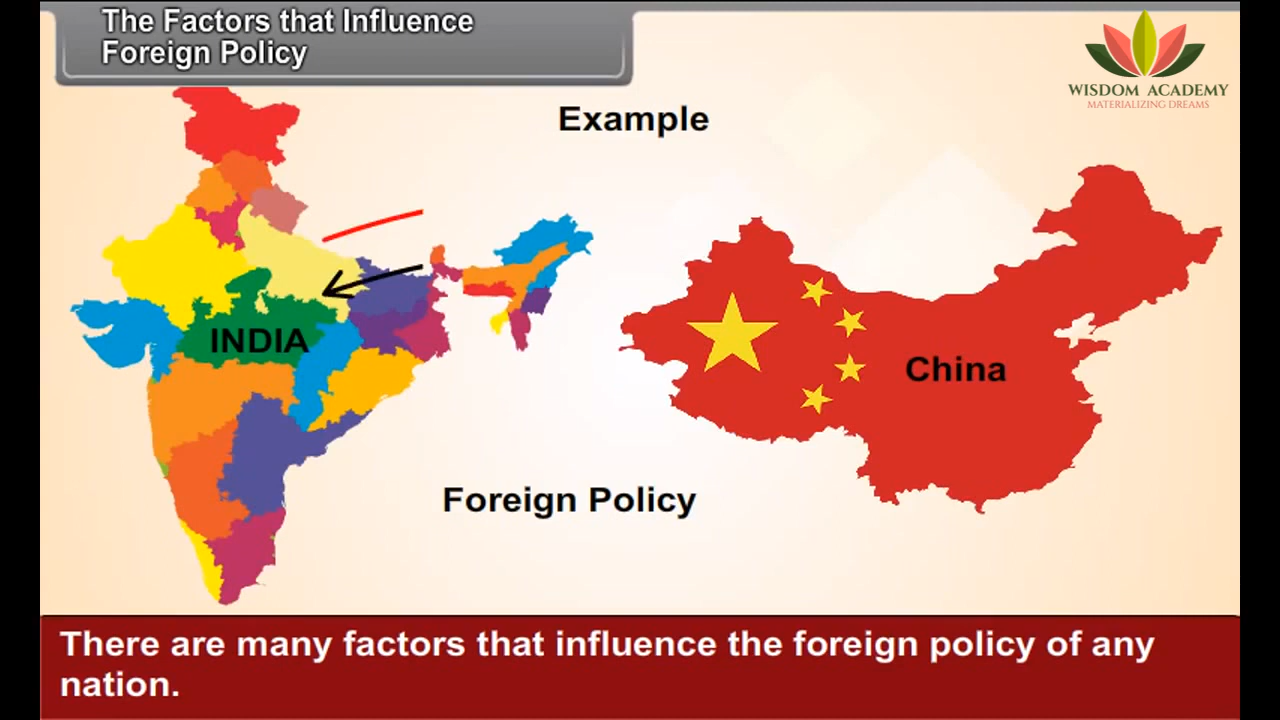 The Factors that Influence
Foreign Policy
WISDOM ACADEMY
MATERIALIZING DREAMS
Example
INDIA
China
Foreign Policy
There are many factors that influence the foreign policy of any
nation.